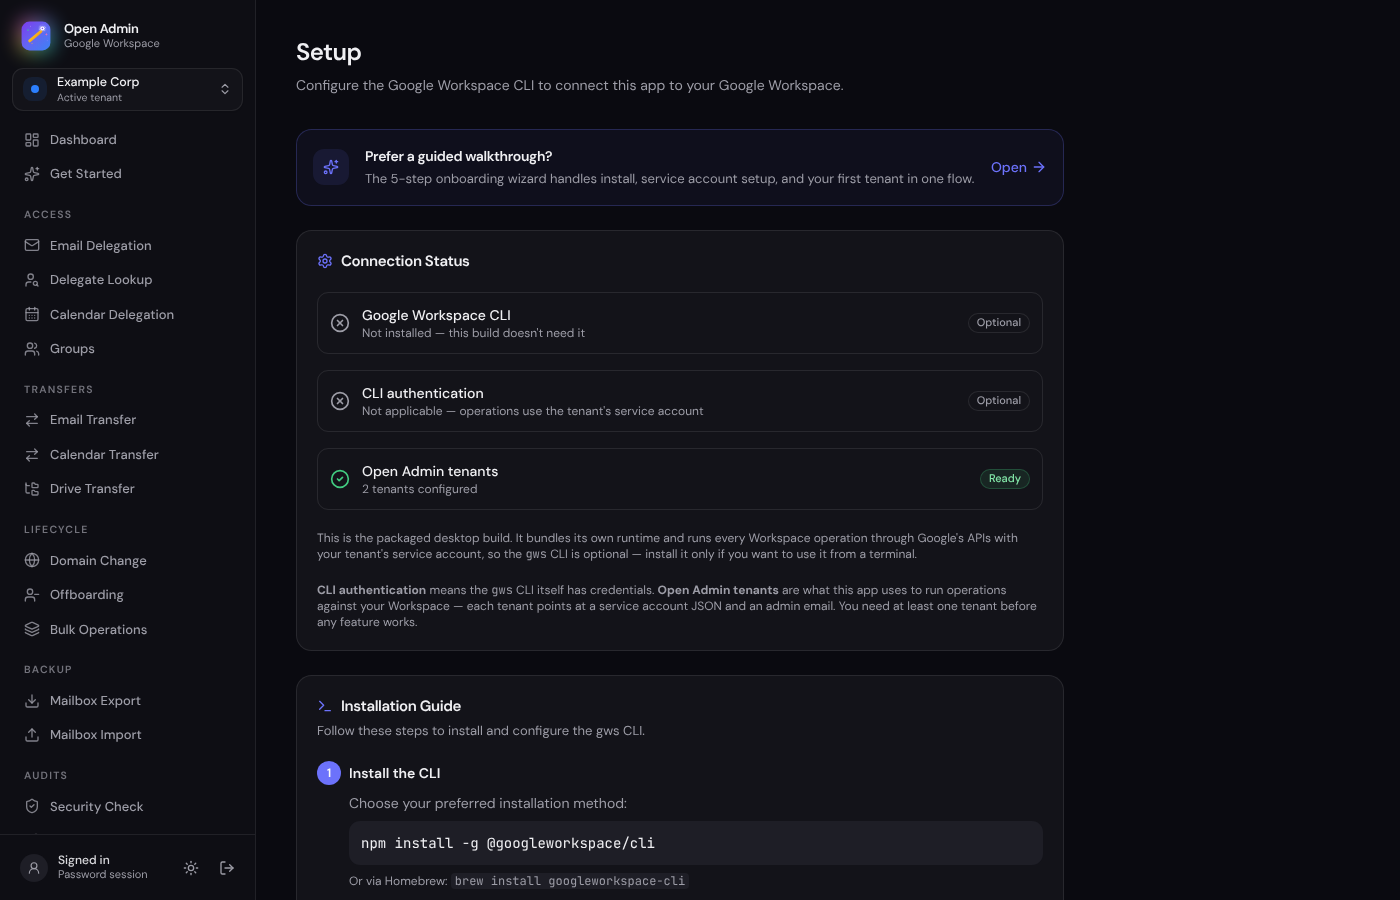 Open Admin
Google Workspace
Example Corp
Active tenant
Dashboard
Get Started
ACCESS
Email Delegation
Delegate Lookup
Calendar Delegation
Groups
TRANSFERS
Email Transfer
Calendar Transfer
Drive Transfer
LIFECYCLE
Domain Change
Offboarding
Bulk Operations
BACKUP
Mailbox Export
Mailbox Import
AUDITS
Security Check
Signed in
Password session
Setup
Configure the Google Workspace CLI to connect this app to your Google Workspace.
Prefer a guided walkthrough?
The 5-step onboarding wizard handles install, service account setup, and your first tenant in one flow.
Open
Connection Status
Google Workspace CLI
Not installed — this build doesn't need it
Optional
CLI authentication
Not applicable — operations use the tenant's service account
Optional
Open Admin tenants
2 tenants configured
Ready
This is the packaged desktop build. It bundles its own runtime and runs every Workspace operation through Google's APIs with
your tenant's service account, so the gws CLI is optional — install it only if you want to use it from a terminal.
CLI authentication means the gws CLI itself has credentials. Open Admin tenants are what this app uses to run operations
against your Workspace — each tenant points at a service account JSON and an admin email. You need at least one tenant before
any feature works.
Installation Guide
Follow these steps to install and configure the gws CLI.
1 Install the CLI
Choose your preferred installation method:
npm install -g @googleworkspace/cli
Or via Homebrew: brew install googleworkspace-cli